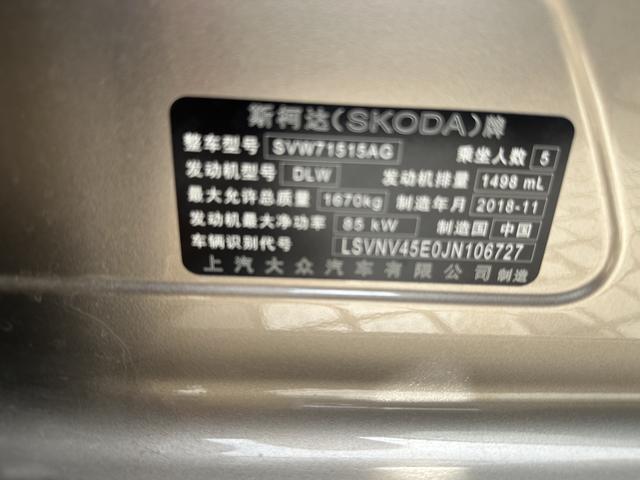 斯柯达(SKODA)牌
整车型号 SVW71515AG 乘坐人数 5
发动机型号 DLW 发动机排量 1498 mL
最大允许总质量 1670kg 制造年月 2018-11
发动机最大净功率 85 kW 制造国 中国
车辆识别代号 LSVNV45E0JN106727
上汽大众汽车有限公司 制造